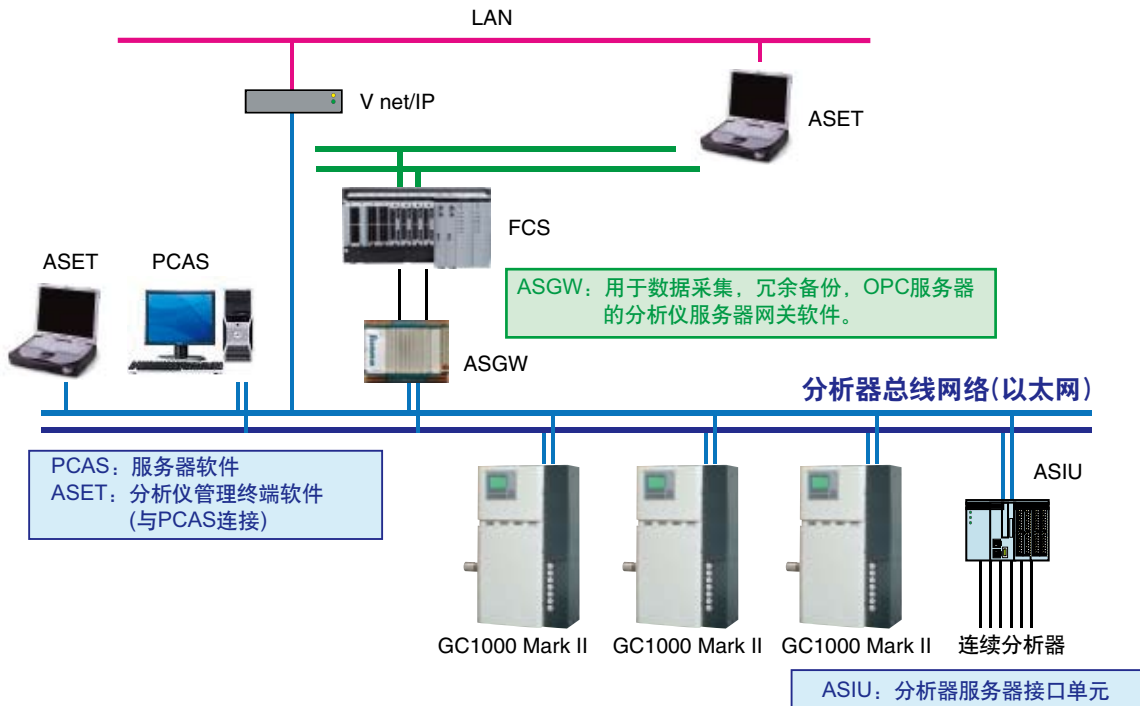 LAN
V net/IP
ASET
FCS
ASET
PCAS
ASGW：用于数据采集，冗余备份，OPC服务器
的分析仪服务器网关软件。
ASGW
分析器总线网络(以太网)
PCAS：服务器软件
ASET：分析仪管理终端软件
(与PCAS连接)
ASIU
GC1000 Mark II
GC1000 Mark II
GC1000 Mark II
连续分析器
ASIU：分析器服务器接口单元